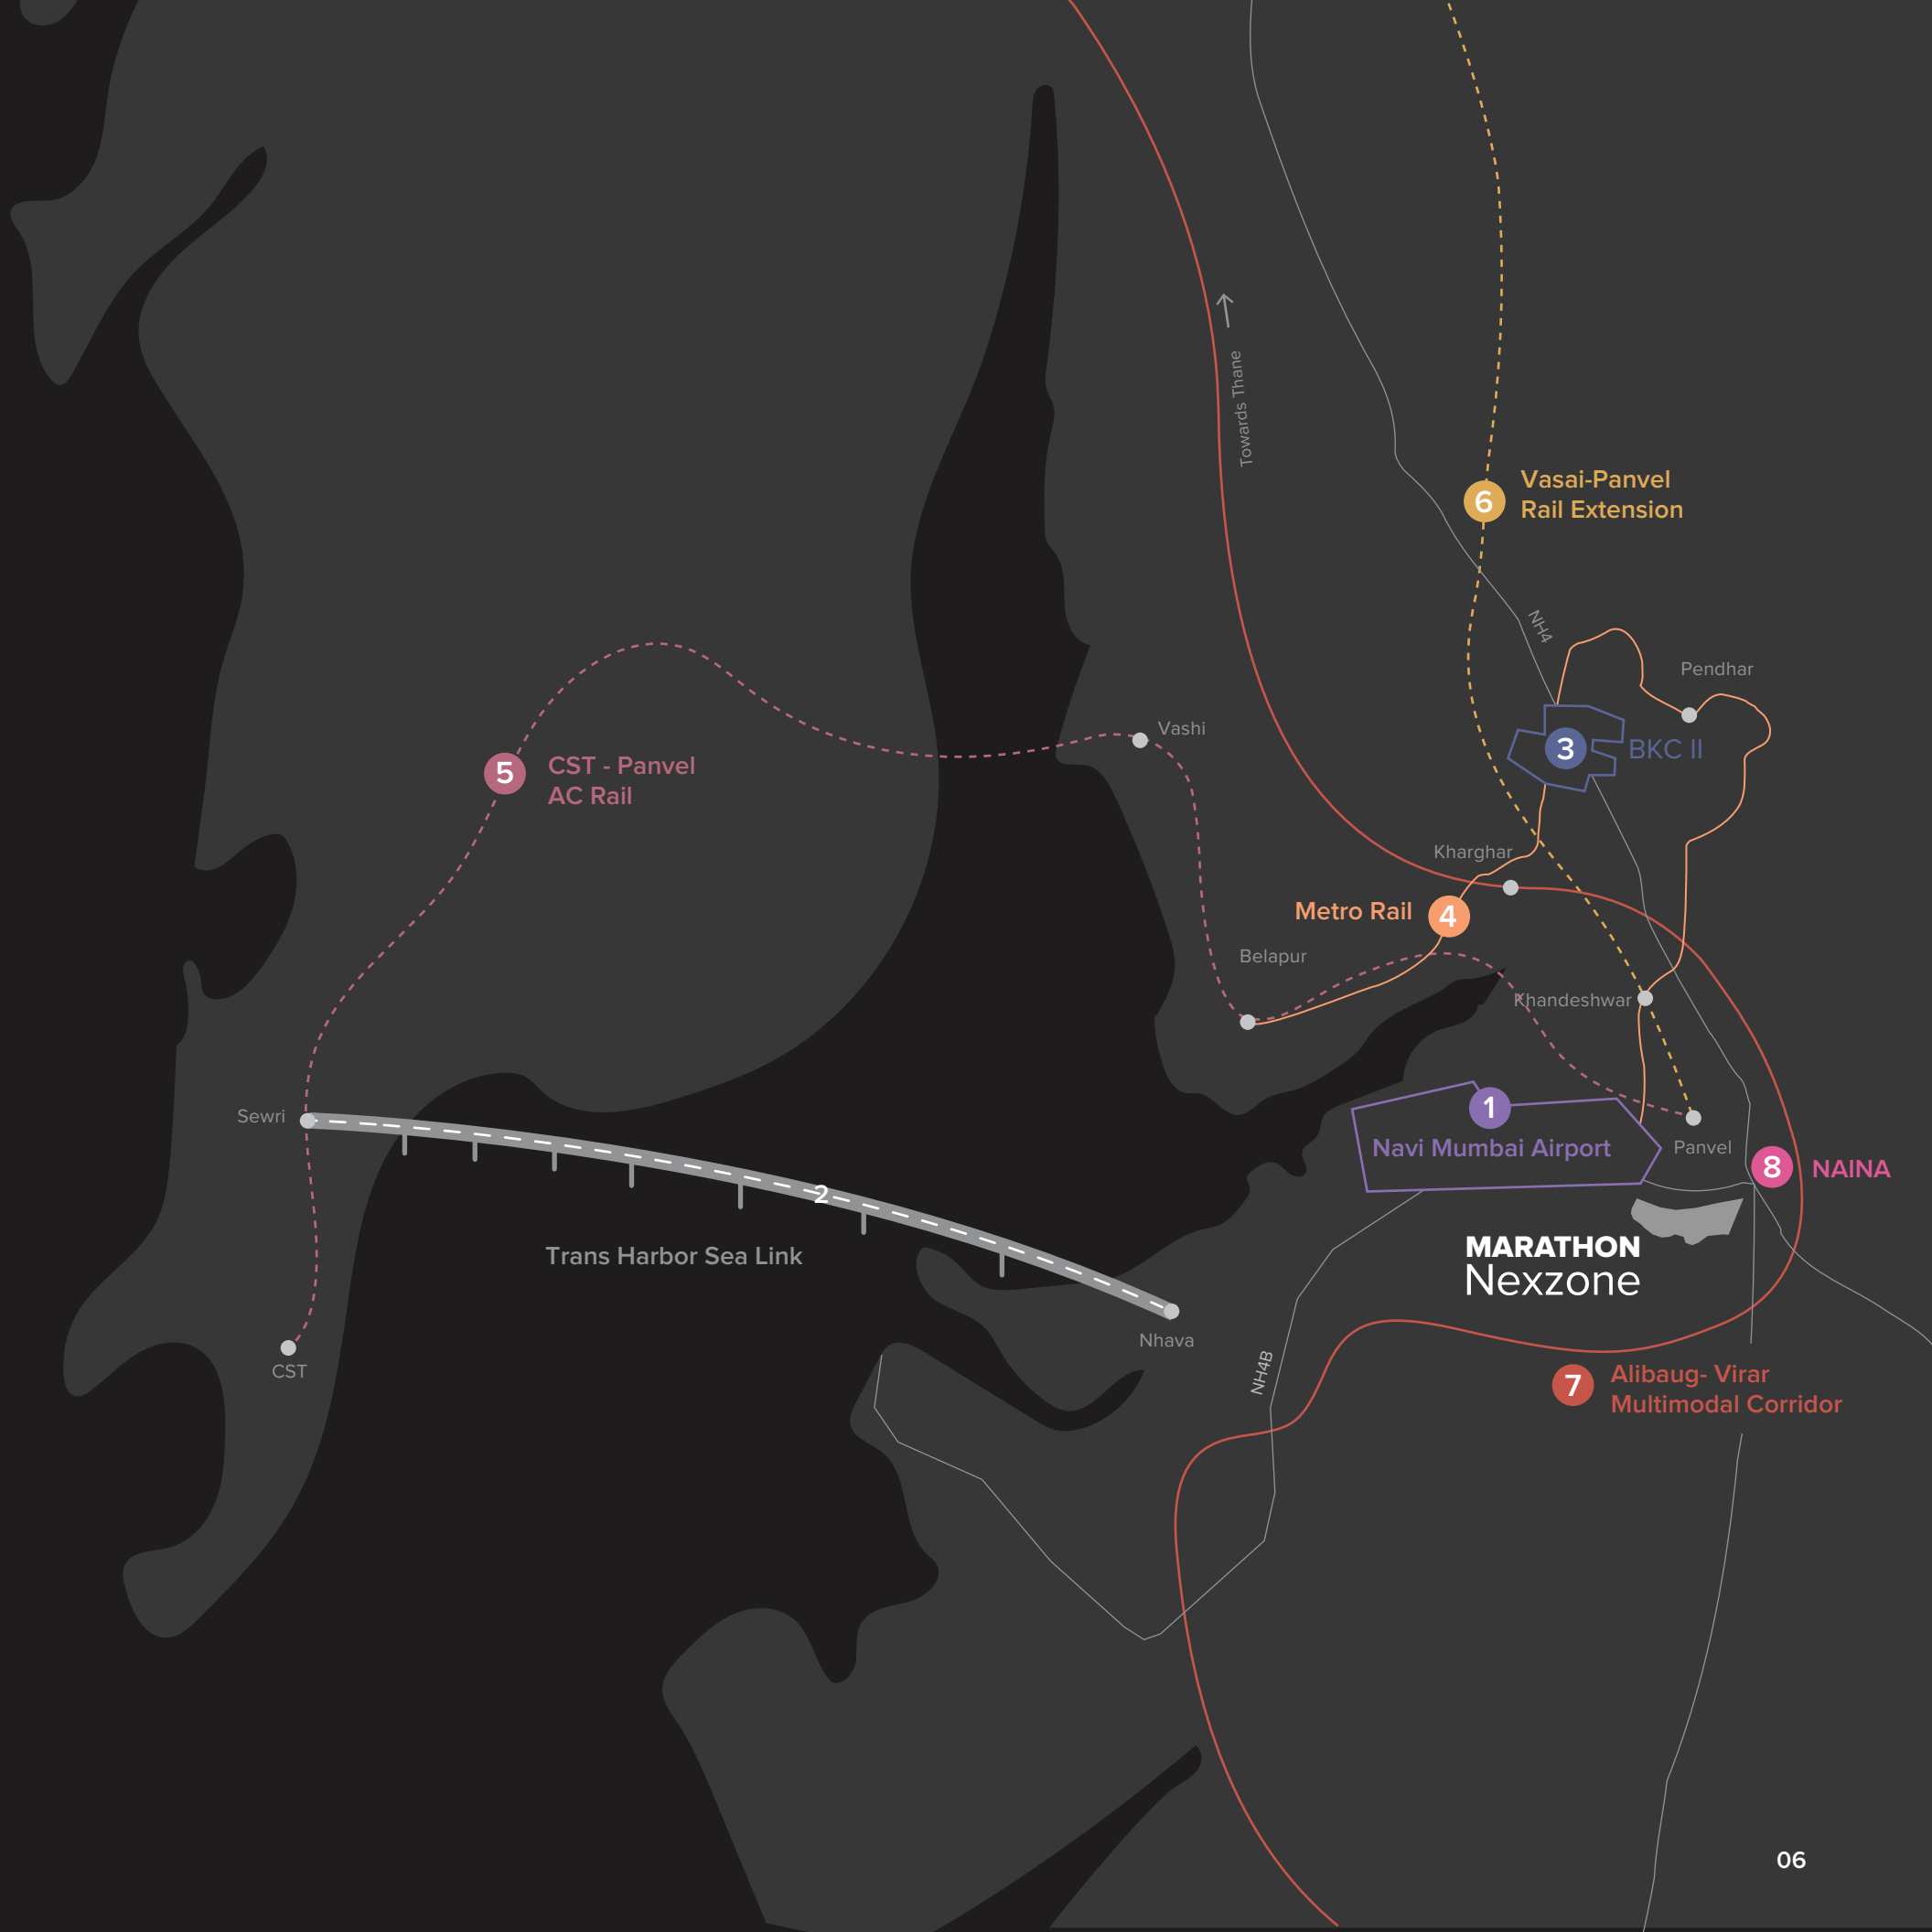 Towards Thane
6
Vasai-Panvel
Rail Extension
NH4
Pendhar
Vashi
3
BKC II
5
CST - Panvel
AC Rail
Kharghar
Metro Rail
4
Belapur
Khandeshwar
1
Navi Mumbai Airport
Panvel
Sewri
8
NAINA
2
Trans Harbor Sea Link
MARATHON
Nexzone
Nhava
CST
NH4B
7
Alibaug- Virar
Multimodal Corridor
06